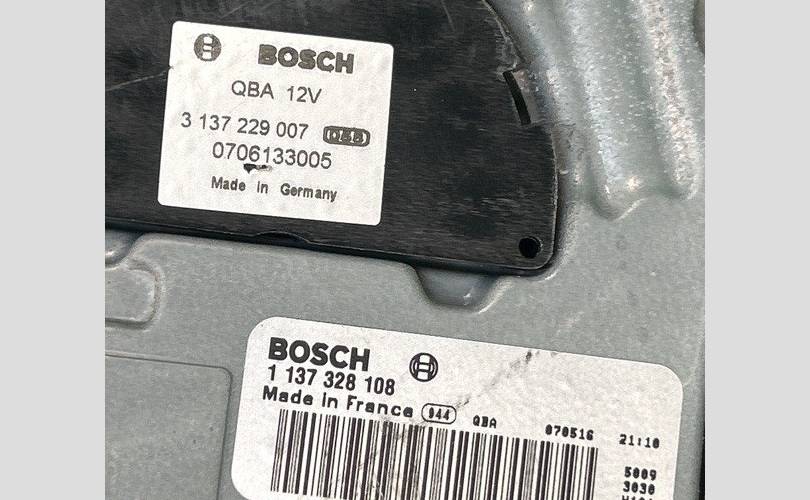 BOSCH
QBA 12V
3 137 229 007
0706133005
Made in Germany
BOSCH
1 137 328 108
Made in France 044 QBA 070516 21:10
5009
3030